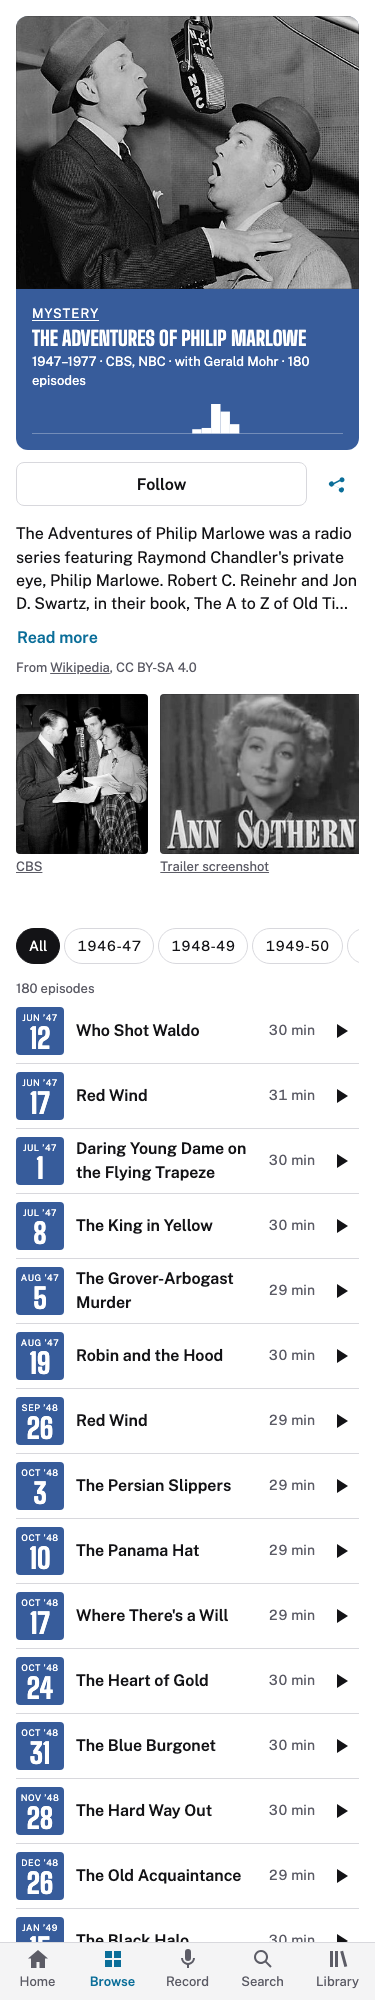 NBC
NBC
MYSTERY
THE ADVENTURES OF PHILIP MARLOWE
1947–1977 · CBS, NBC · with Gerald Mohr · 180
episodes
Follow
The Adventures of Philip Marlowe was a radio
series featuring Raymond Chandler's private
eye, Philip Marlowe. Robert C. Reinehr and Jon
D. Swartz, in their book, The A to Z of Old Ti...
Read more
From Wikipedia, CC BY-SA 4.0
ANN SOTHERN
CBS
Trailer screenshot
All
1946-47
1948-49
1949-50
180 episodes
JUN '47
12
Who Shot Waldo
30 min
JUN '47
17
Red Wind
31 min
JUL '47
1
Daring Young Dame on
the Flying Trapeze
30 min
JUL '47
8
The King in Yellow
30 min
AUG '47
5
The Grover-Arbogast
Murder
29 min
AUG '47
19
Robin and the Hood
30 min
SEP '48
26
Red Wind
29 min
OCT '48
3
The Persian Slippers
29 min
OCT '48
10
The Panama Hat
29 min
OCT '48
17
Where There's a Will
29 min
OCT '48
24
The Heart of Gold
30 min
OCT '48
31
The Blue Burgonet
30 min
NOV '48
28
The Hard Way Out
30 min
DEC '48
26
The Old Acquaintance
29 min
JAN '49
15
The Black Halo
30 min
Home
Browse
Record
Search
Library